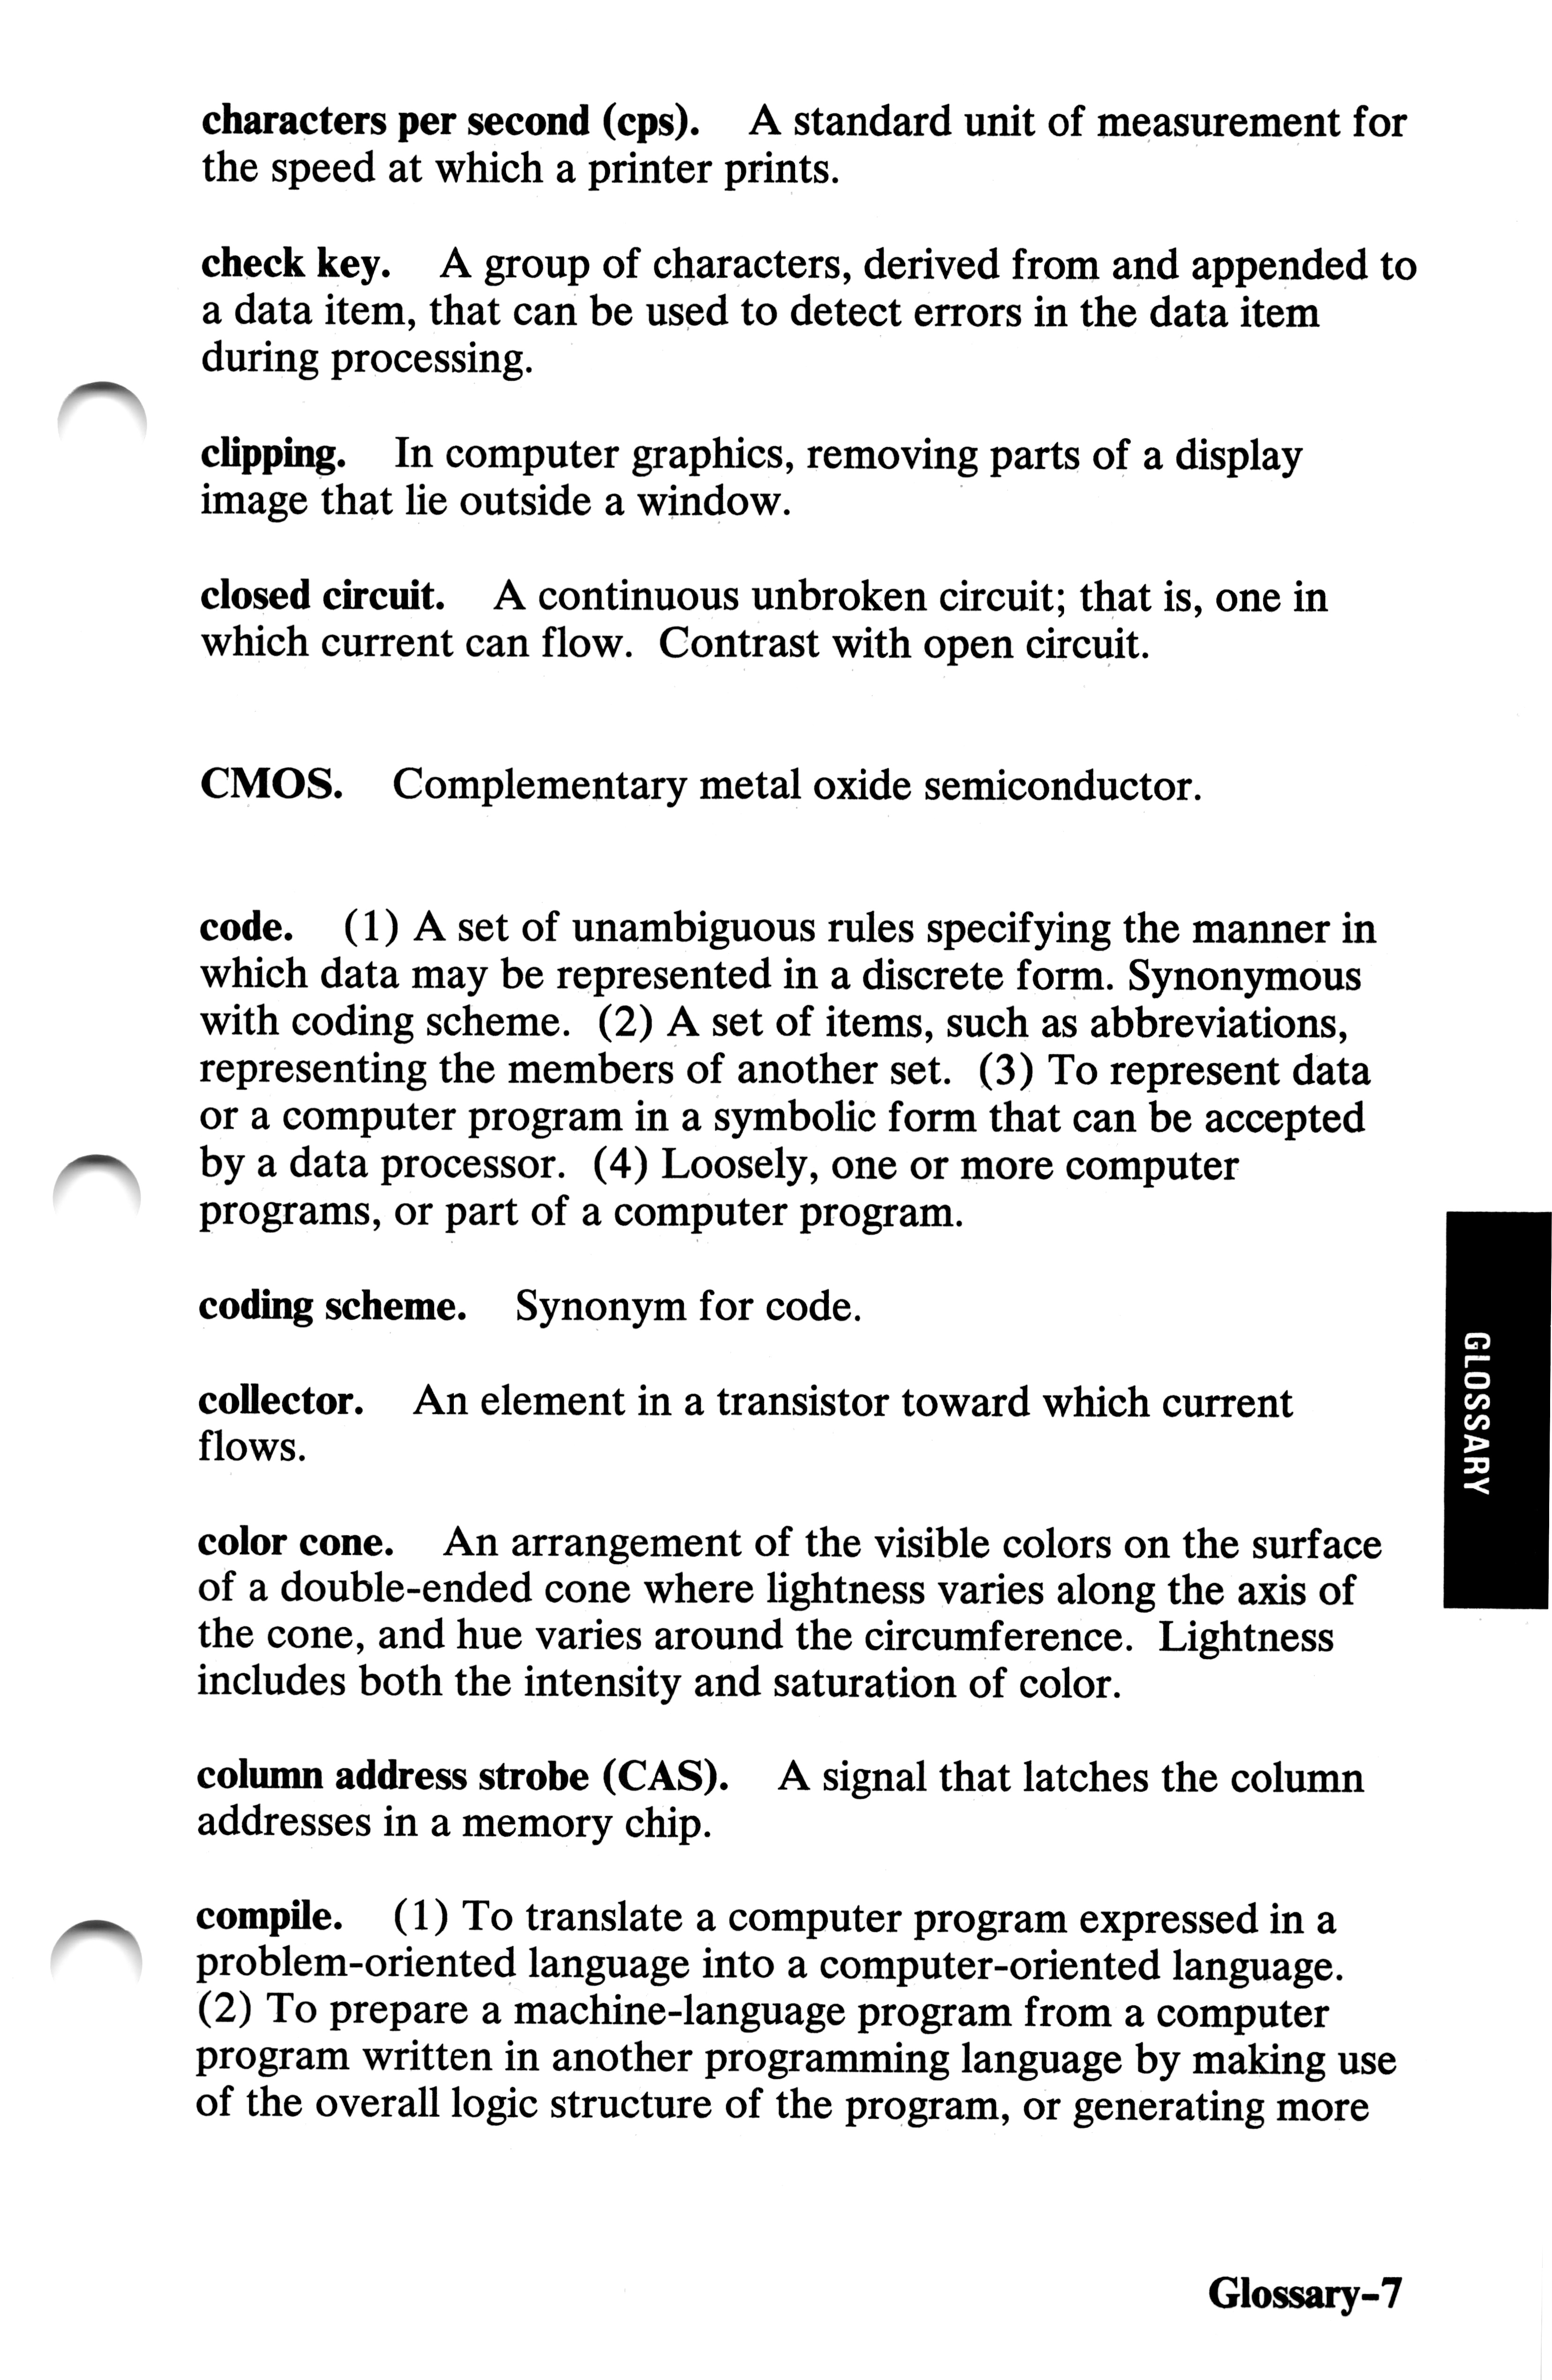 characters per second (cps). A standard unit of measurement for
the speed at which a printer prints.
check key. A group of characters, derived from and appended to
a data item, that can be used to detect errors in the data item
during processing.
clipping. In computer graphics, removing parts of a display
image that lie outside a window.
closed circuit. A continuous unbroken circuit; that is, one in
which current can flow. Contrast with open circuit.
CMOS. Complementary metal oxide semiconductor.
code. (1) A set of unambiguous rules specifying the manner in
which data may be represented in a discrete form. Synonymous
with coding scheme. (2) A set of items, such as abbreviations,
representing the members of another set. (3) To represent data
or a computer program in a symbolic form that can be accepted
by a data processor. (4) Loosely, one or more computer
programs, or part of a computer program.
coding scheme. Synonym for code.
collector. An element in a transistor toward which current
flows.
color cone. An arrangement of the visible colors on the surface
of a double-ended cone where lightness varies along the axis of
the cone, and hue varies around the circumference. Lightness
includes both the intensity and saturation of color.
column address strobe (CAS). A signal that latches the column
addresses in a memory chip.
compile. (1) To translate a computer program expressed in a
problem-oriented language into a computer-oriented language.
(2) To prepare a machine-language program from a computer
program written in another programming language by making use
of the overall logic structure of the program, or generating more
GLOSSARY
Glossary-7